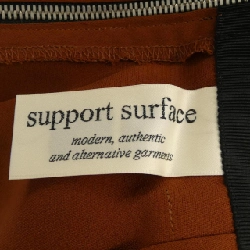 support surface
modern, authentic
and alternative garments